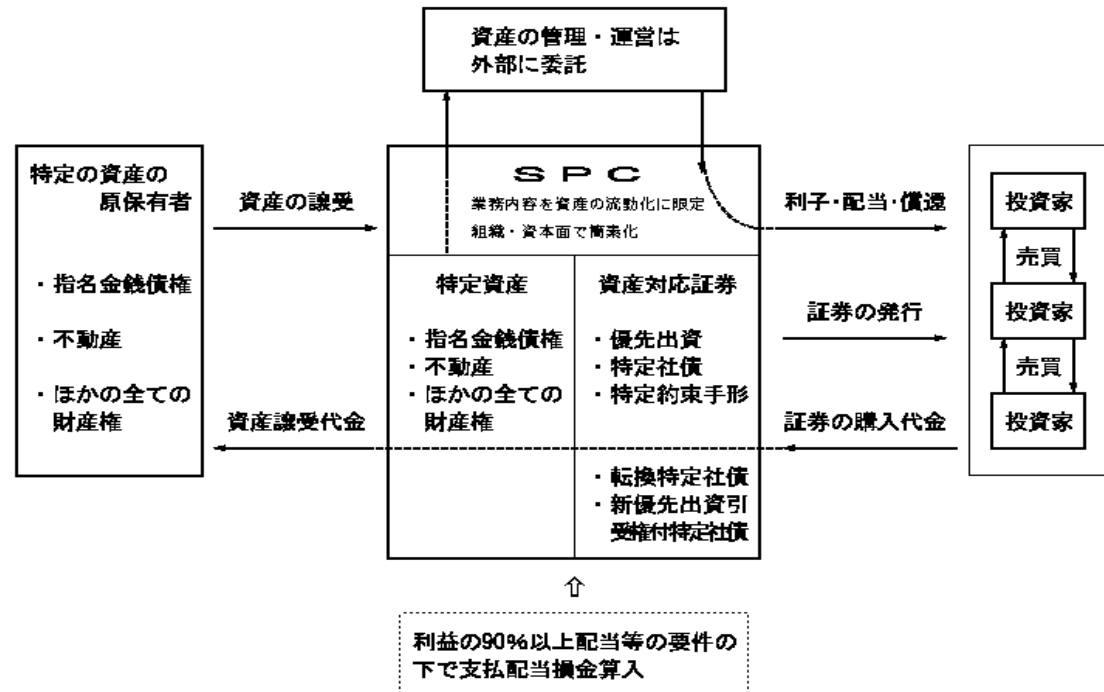 資産の管理・運営は
外部に委託
特定の資産の
原保有者
・指名金銭債権
・不動産
・ほかの全ての
財産権
資産の譲受
資産譲受代金
SPC
業務内容を資産の流動化に限定
組織・資本面で簡素化
特定資産
・指名金銭債権
・不動産
・ほかの全ての
財産権
資産対応証券
・優先出資
・特定社債
・特定約束手形
・転換特定社債
・新優先出資引
受権付特定社債
利子・配当・償還
証券の発行
証券の購入代金
投資家
売買
投資家
売買
投資家
利益の90%以上配当等の要件の
下で支払配当損金算入